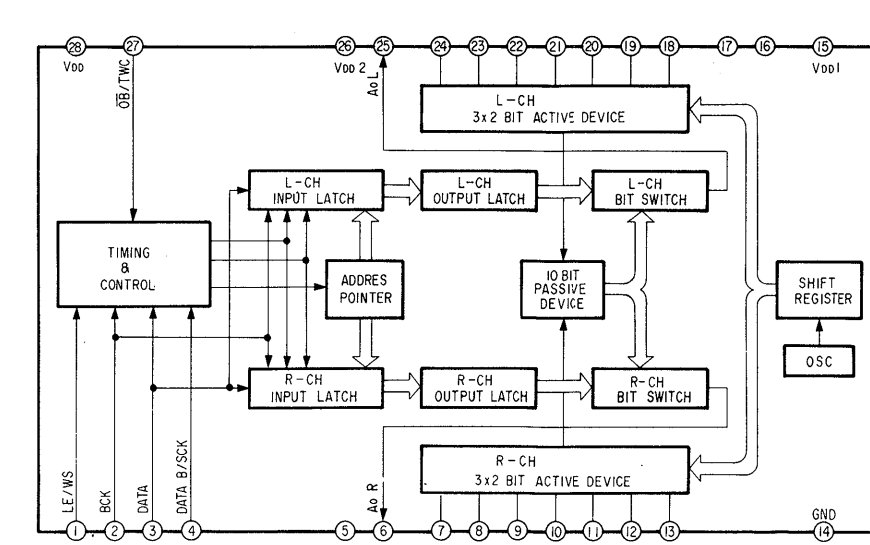 28 27 26 25 24 23 22 21 20 19 18 17 16 15
VDD VDD 2 VDD 1
OB/TWC
AoL
L-CH
3x2 BIT ACTIVE DEVICE
L-CH
INPUT LATCH
L-CH
OUTPUT LATCH
L-CH
BIT SWITCH
TIMING
&
CONTROL
ADDRES
POINTER
10 BIT
PASSIVE
DEVICE
SHIFT
REGISTER
OSC
R-CH
INPUT LATCH
R-CH
OUTPUT LATCH
R-CH
BIT SWITCH
R-CH
3x2 BIT ACTIVE DEVICE
LE/WS
BCK
DATA
DATA B/SCK
AoR
GND
1 2 3 4 5 6 7 8 9 10 11 12 13 14